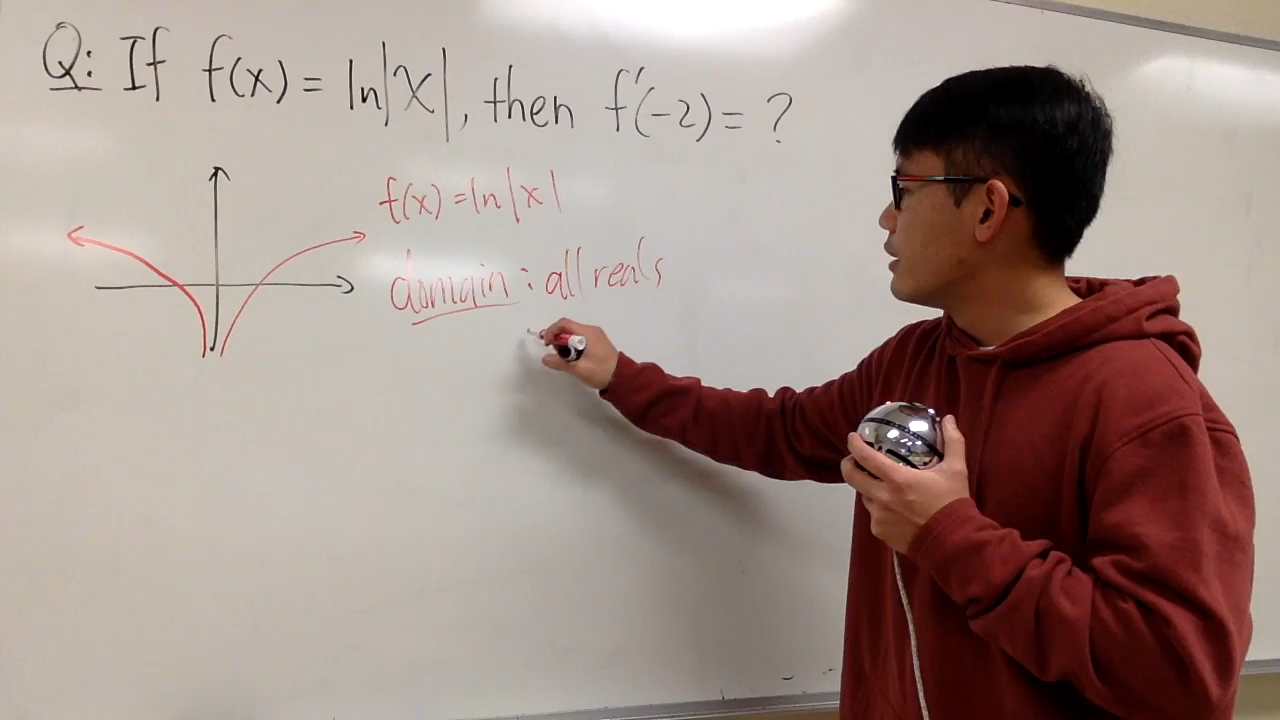 Q: If f(x) = ln|x|, then f'(-2) = ?
f(x) = ln|x|
domain: all reals